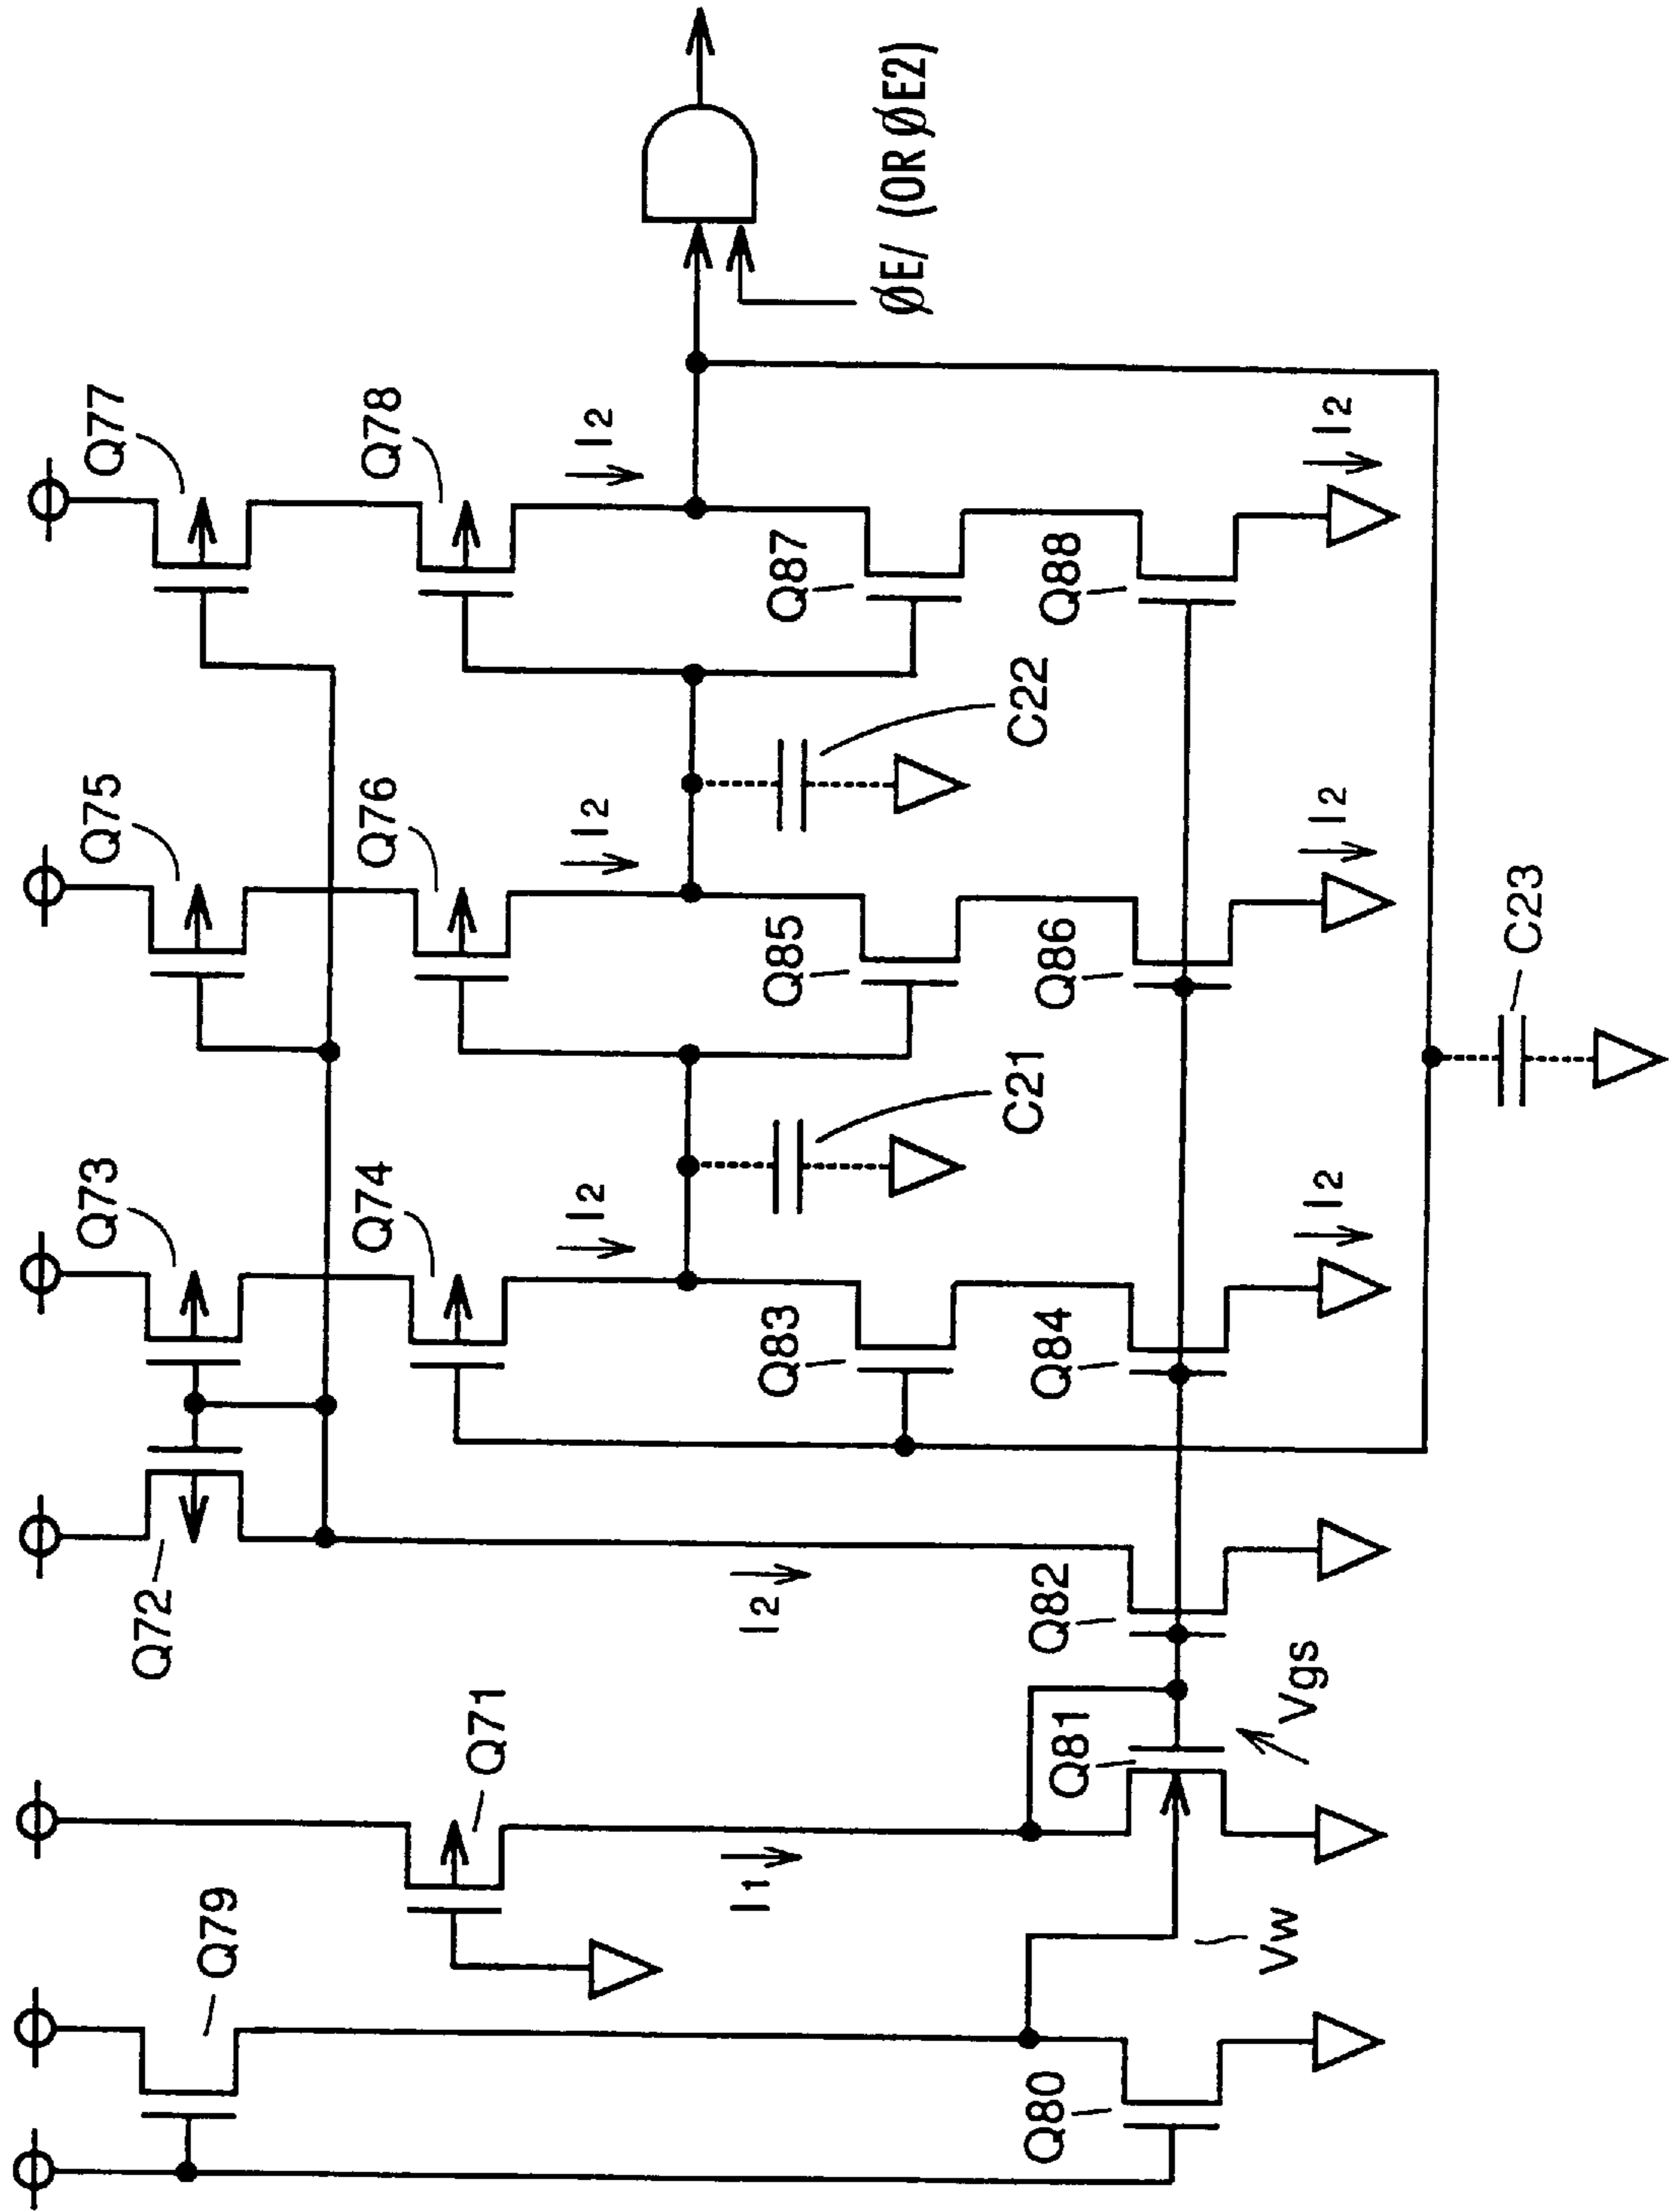 Q77
Q75
Q73
Q72
Q78
Q76
Q74
Q71
Q79
I2
I2
I2
I2
I1
ØE/ (OR ØE2)
Q87
Q85
Q83
C22
C21
Q88
Q86
Q84
Q82
Q81
Q80
Vgs
Vw
I2
I2
I2
C23